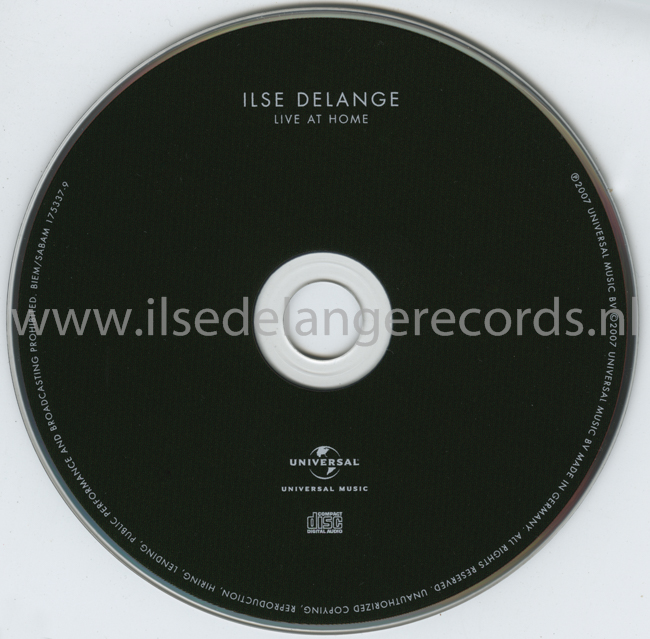 ILSE DELANGE
LIVE AT HOME
℗2007 UNIVERSAL MUSIC BV ©2007 UNIVERSAL MUSIC BV MADE IN GERMANY. ALL RIGHTS RESERVED. UNAUTHORIZED COPYING, REPRODUCTION, HIRING, LENDING, PUBLIC PERFORMANCE AND BROADCASTING PROHIBITED. BIEM/SABAM 175337-9
www.ilsedelangerecords.nl
UNIVERSAL
UNIVERSAL MUSIC
COMPACT
disc
DIGITAL AUDIO